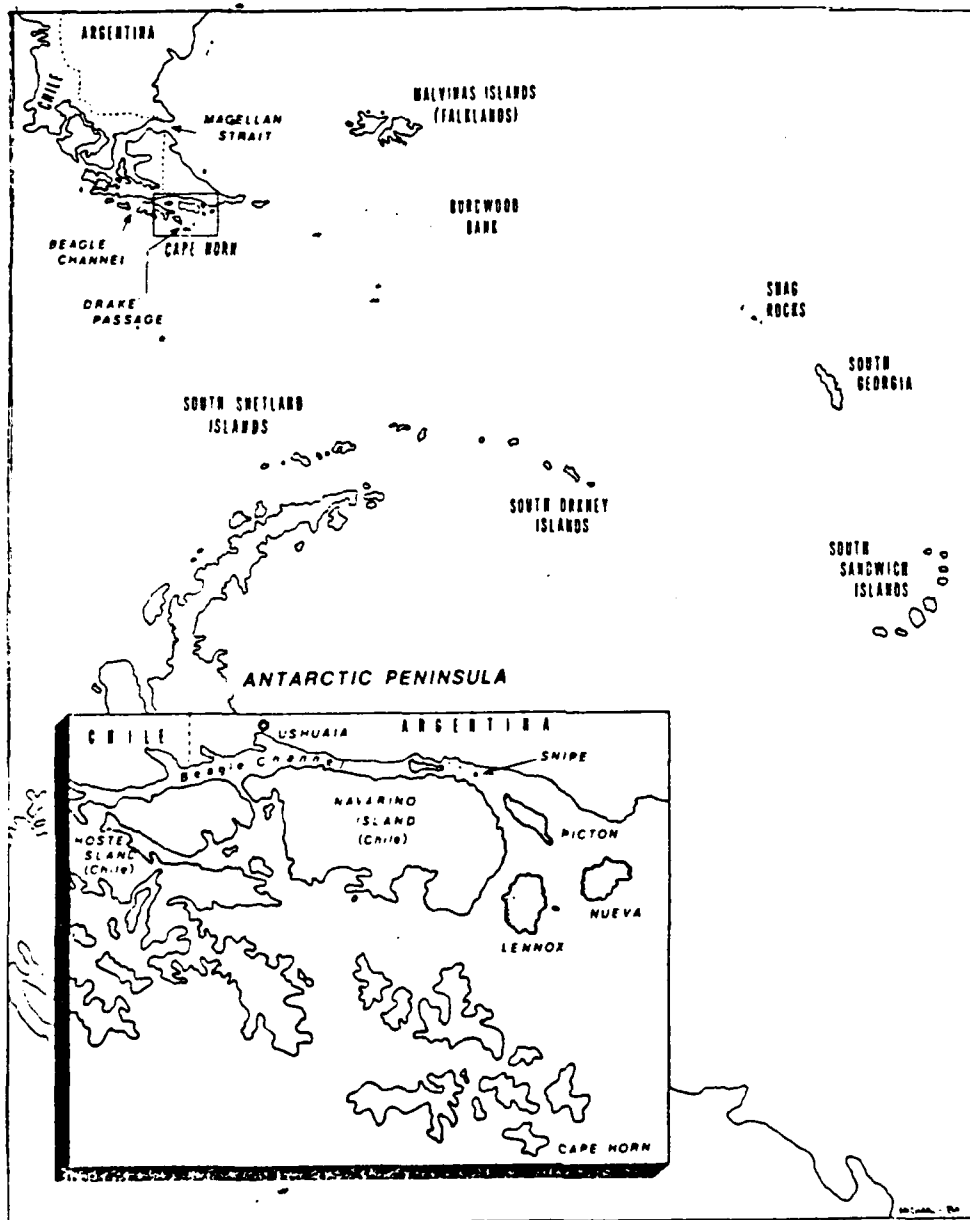 ARGENTINA
CHILE
MAGELLAN
STRAIT
MALVINAS ISLANDS
(FALKLANDS)
BEAGLE
CHANNEL
CAPE HORN
BURDWOOD
BANK
DRAKE
PASSAGE
SHAG
ROCKS
SOUTH
GEORGIA
SOUTH SHETLAND
ISLANDS
SOUTH ORKNEY
ISLANDS
SOUTH
SANDWICH
ISLANDS
ANTARCTIC PENINSULA
CHILE
USHUAIA
ARGENTINA
Beagle Channel
SNIPE
NAVARINO
ISLAND
(Chile)
PICTON
HOSTE
ISLAND
(Chile)
NUEVA
LENNOX
CAPE HORN